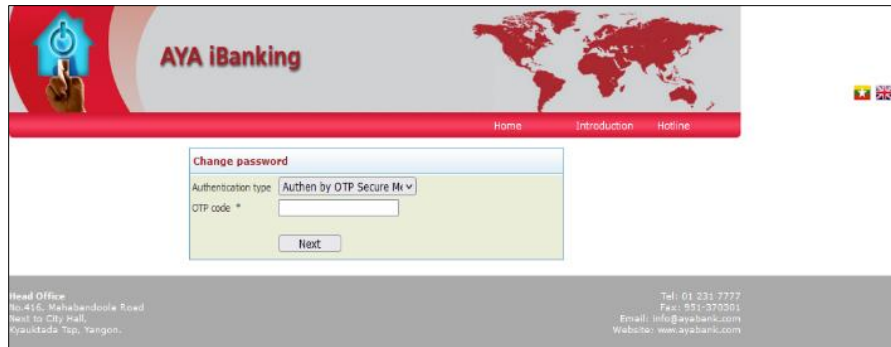 AYA iBanking
Home Introduction Hotline
Change password
Authentication type Authen by OTP Secure Me
OTP code *
Next
Head Office
No.416, Mahabandoola Road
Next to City Hall,
Kyauktada Tsp, Yangon.
Tel: 01 231 7777
Fax: 951-370301
Email: info@ayabank.com
Website: www.ayabank.com